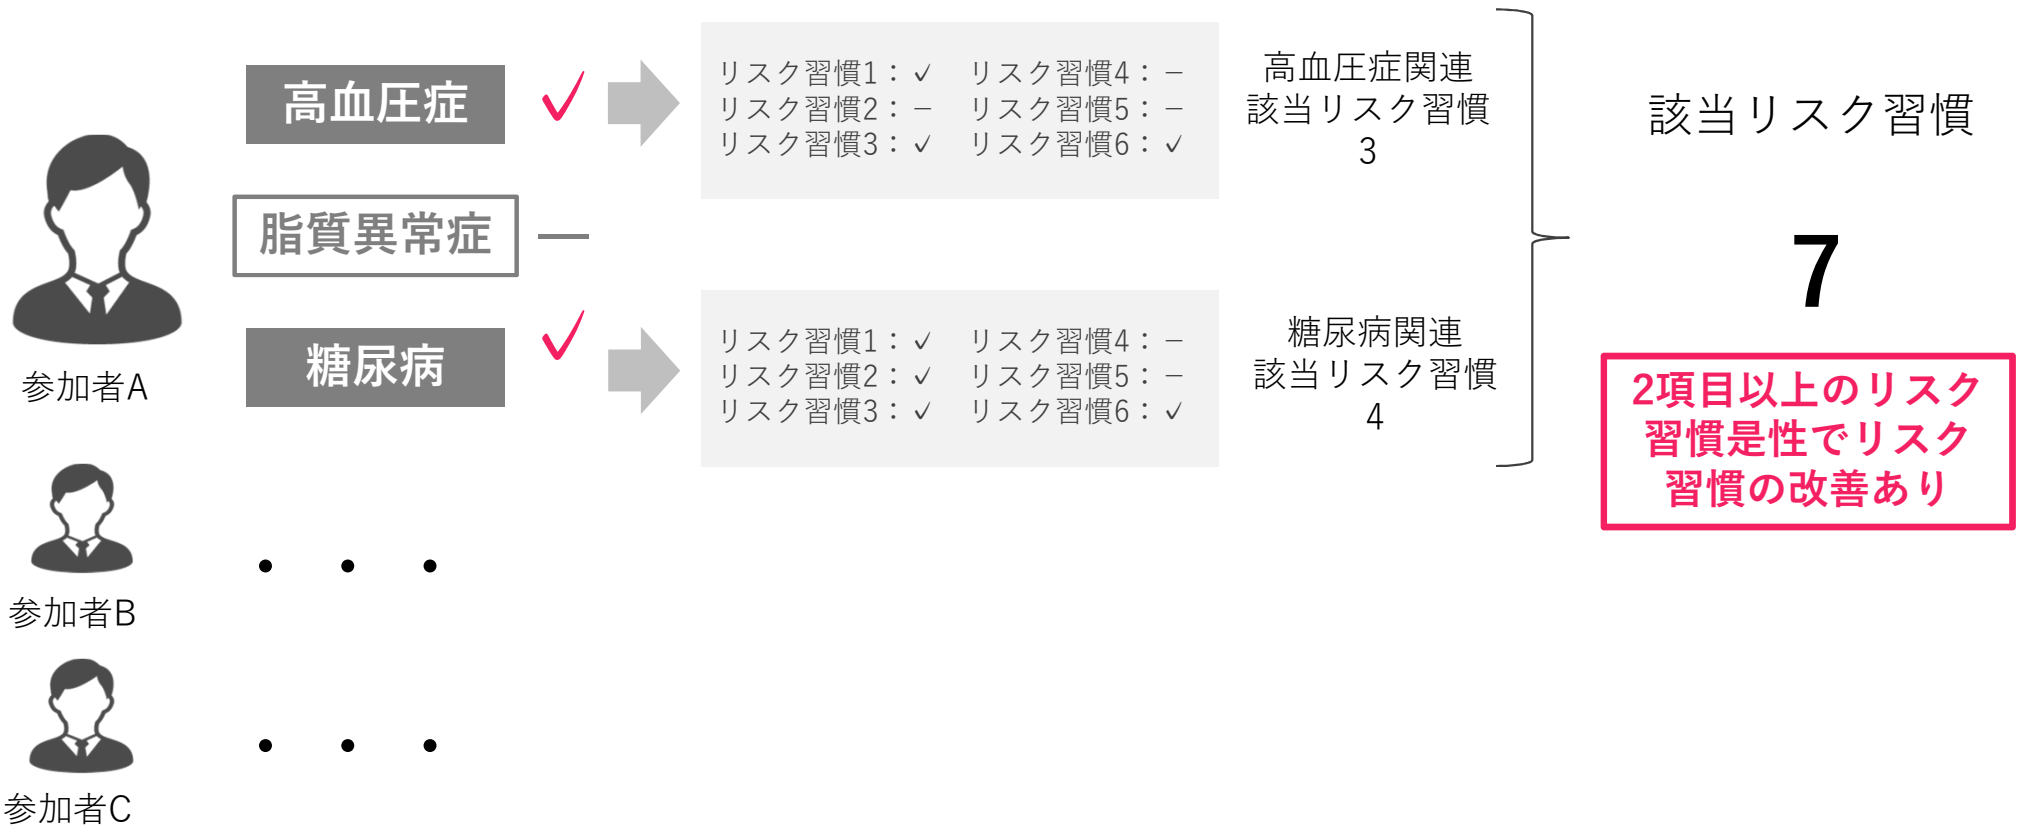 高血圧症
リスク習慣1：✓ リスク習慣4：−
リスク習慣2：− リスク習慣5：−
リスク習慣3：✓ リスク習慣6：✓
高血圧症関連
該当リスク習慣
3
脂質異常症
糖尿病
リスク習慣1：✓ リスク習慣4：−
リスク習慣2：✓ リスク習慣5：−
リスク習慣3：✓ リスク習慣6：✓
糖尿病関連
該当リスク習慣
4
該当リスク習慣
7
2項目以上のリスク
習慣是性でリスク
習慣の改善あり
参加者A
参加者B
・・・
参加者C
・・・